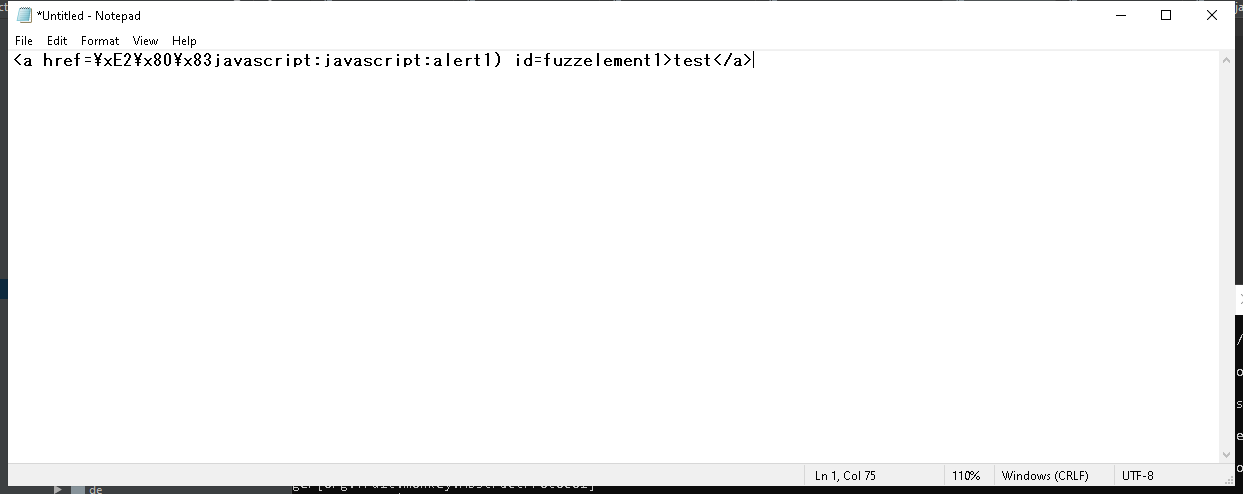 *Untitled - Notepad
File Edit Format View Help
<a href=¥xE2¥x80¥x83javascript:javascript:alert1) id=fuzzelement1>test</a>
Ln 1, Col 75 110% Windows (CRLF) UTF-8
de